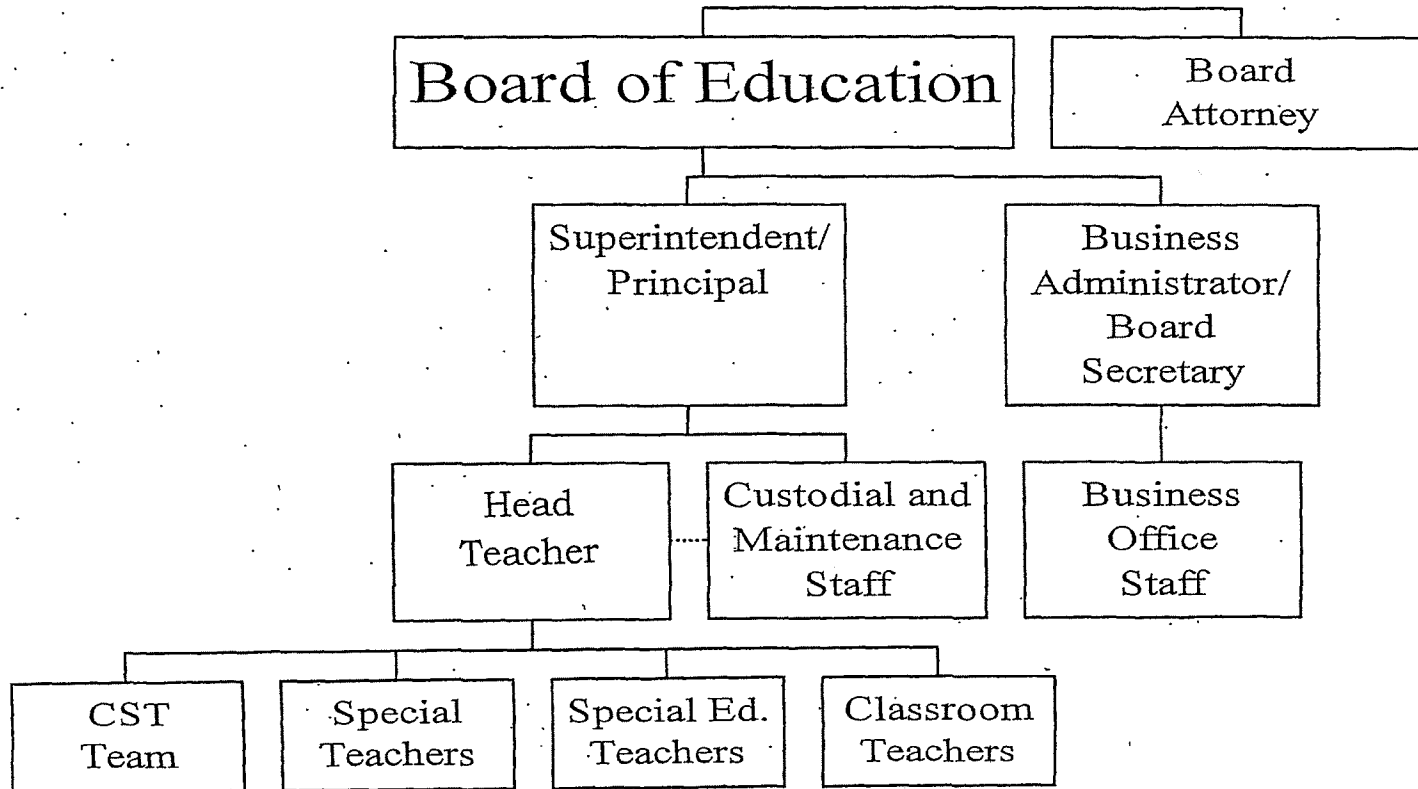 Board of Education
Board
Attorney
Superintendent/
Principal
Business
Administrator/
Board
Secretary
Head
Teacher
Custodial and
Maintenance
Staff
Business
Office
Staff
CST
Team
Special
Teachers
Special Ed.
Teachers
Classroom
Teachers